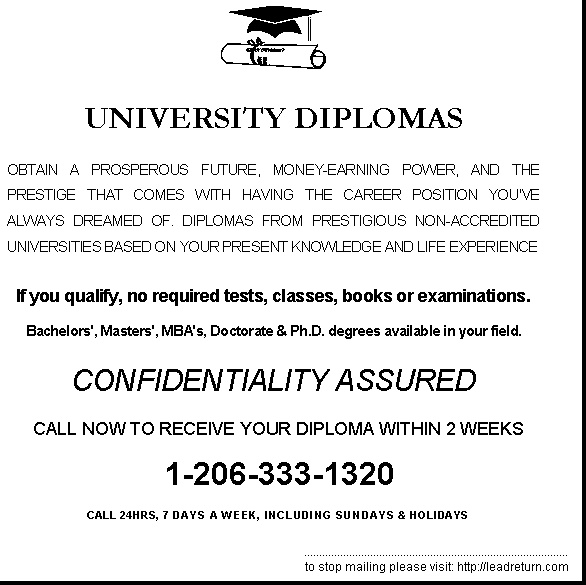 UNIVERSITY DIPLOMAS
OBTAIN A PROSPEROUS FUTURE, MONEY-EARNING POWER, AND THE
PRESTIGE THAT COMES WITH HAVING THE CAREER POSITION YOU'VE
ALWAYS DREAMED OF. DIPLOMAS FROM PRESTIGIOUS NON-ACCREDITED
UNIVERSITIES BASED ON YOUR PRESENT KNOWLEDGE AND LIFE EXPERIENCE
If you qualify, no required tests, classes, books or examinations.
Bachelors', Masters', MBA's, Doctorate & Ph.D. degrees available in your field.
CONFIDENTIALITY ASSURED
CALL NOW TO RECEIVE YOUR DIPLOMA WITHIN 2 WEEKS
1-206-333-1320
CALL 24HRS, 7 DAYS A WEEK, INCLUDING SUNDAYS & HOLIDAYS
to stop mailing please visit: http://leadreturn.com